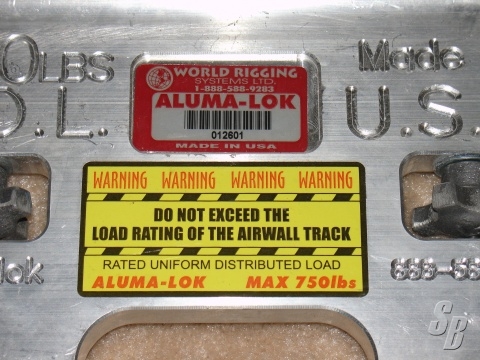 0LBS
D.L.
WORLD RIGGING
SYSTEMS LTD.
1-888-588-9283
ALUMA-LOK
012601
MADE IN USA
Made
U.S.
WARNING WARNING WARNING WARNING
DO NOT EXCEED THE
LOAD RATING OF THE AIRWALL TRACK
RATED UNIFORM DISTRIBUTED LOAD
ALUMA-LOK MAX 750lbs
lok
SB